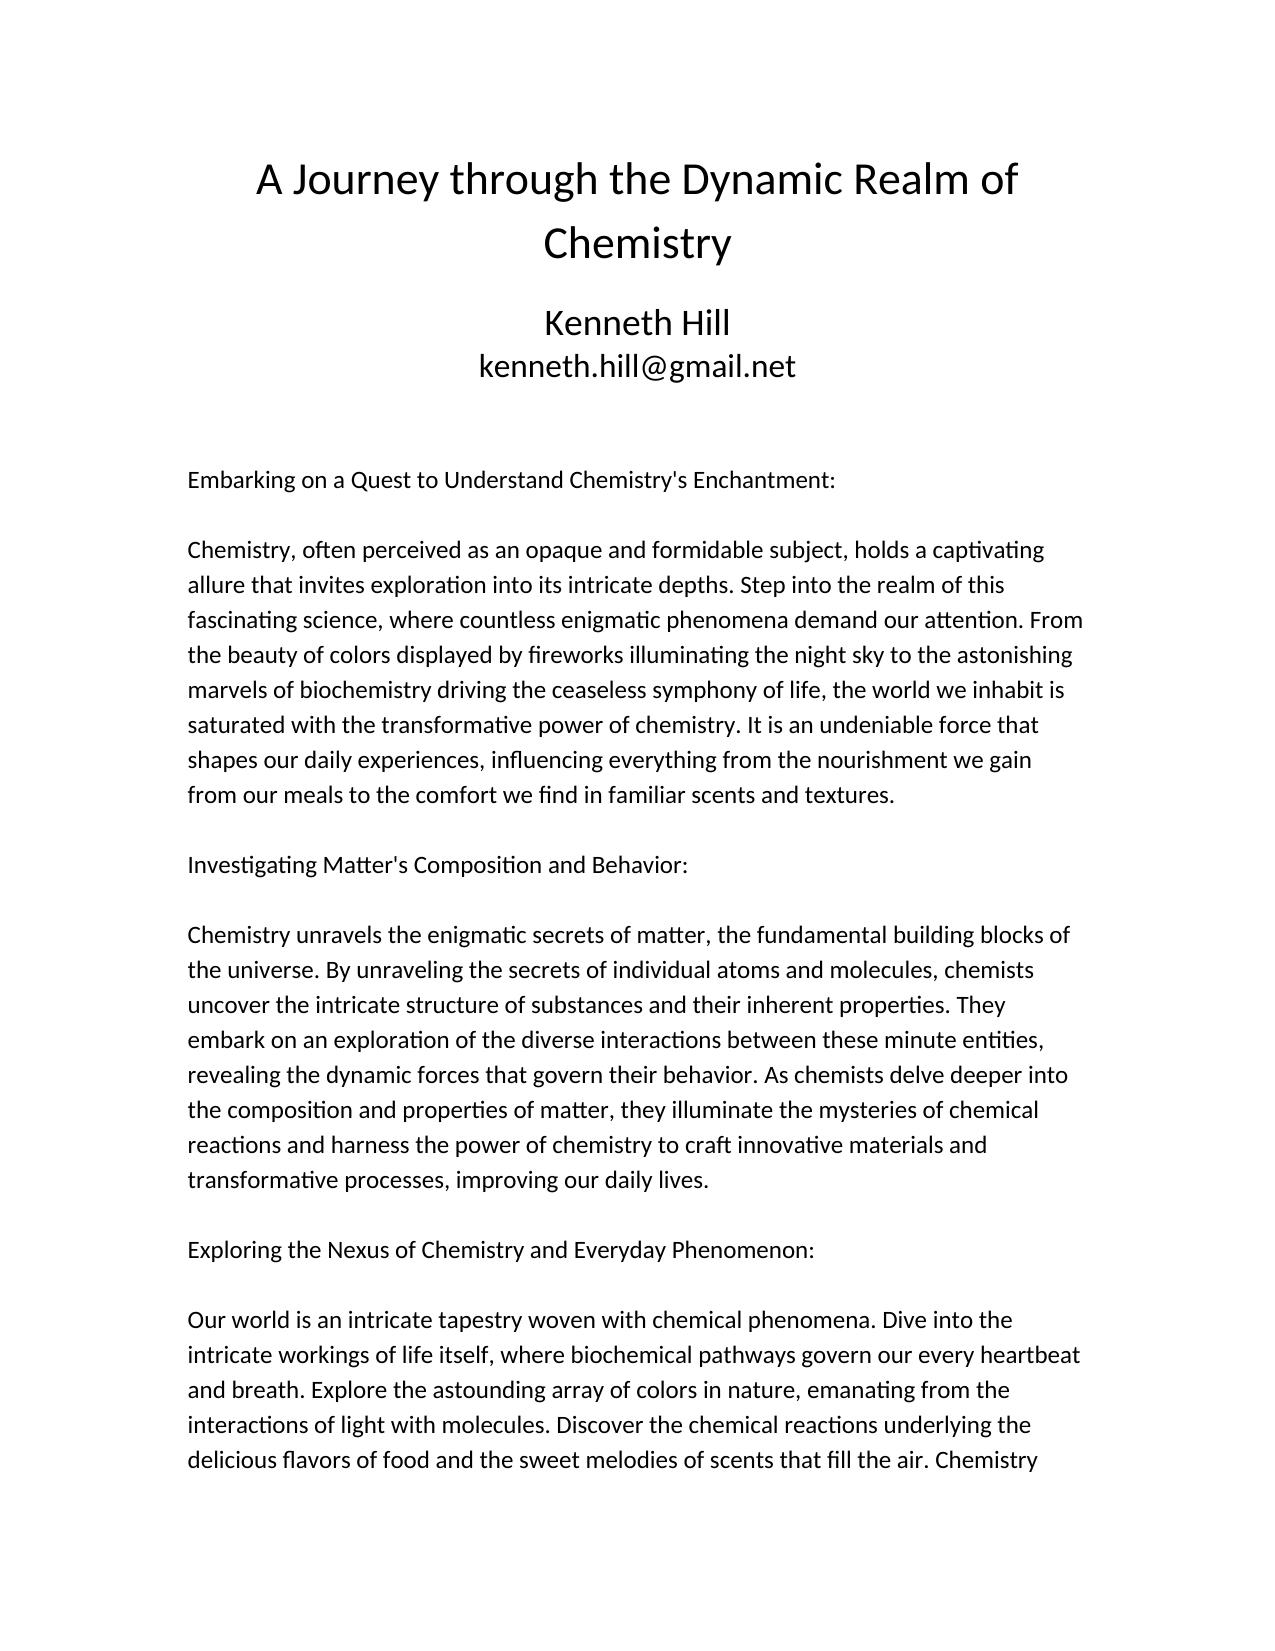 A Journey through the Dynamic Realm of
Chemistry
Kenneth Hill
kenneth.hill@gmail.net
Embarking on a Quest to Understand Chemistry's Enchantment:
Chemistry, often perceived as an opaque and formidable subject, holds a captivating
allure that invites exploration into its intricate depths. Step into the realm of this
fascinating science, where countless enigmatic phenomena demand our attention. From
the beauty of colors displayed by fireworks illuminating the night sky to the astonishing
marvels of biochemistry driving the ceaseless symphony of life, the world we inhabit is
saturated with the transformative power of chemistry. It is an undeniable force that
shapes our daily experiences, influencing everything from the nourishment we gain
from our meals to the comfort we find in familiar scents and textures.
Investigating Matter's Composition and Behavior:
Chemistry unravels the enigmatic secrets of matter, the fundamental building blocks of
the universe. By unraveling the secrets of individual atoms and molecules, chemists
uncover the intricate structure of substances and their inherent properties. They
embark on an exploration of the diverse interactions between these minute entities,
revealing the dynamic forces that govern their behavior. As chemists delve deeper into
the composition and properties of matter, they illuminate the mysteries of chemical
reactions and harness the power of chemistry to craft innovative materials and
transformative processes, improving our daily lives.
Exploring the Nexus of Chemistry and Everyday Phenomenon:
Our world is an intricate tapestry woven with chemical phenomena. Dive into the
intricate workings of life itself, where biochemical pathways govern our every heartbeat
and breath. Explore the astounding array of colors in nature, emanating from the
interactions of light with molecules. Discover the chemical reactions underlying the
delicious flavors of food and the sweet melodies of scents that fill the air. Chemistry